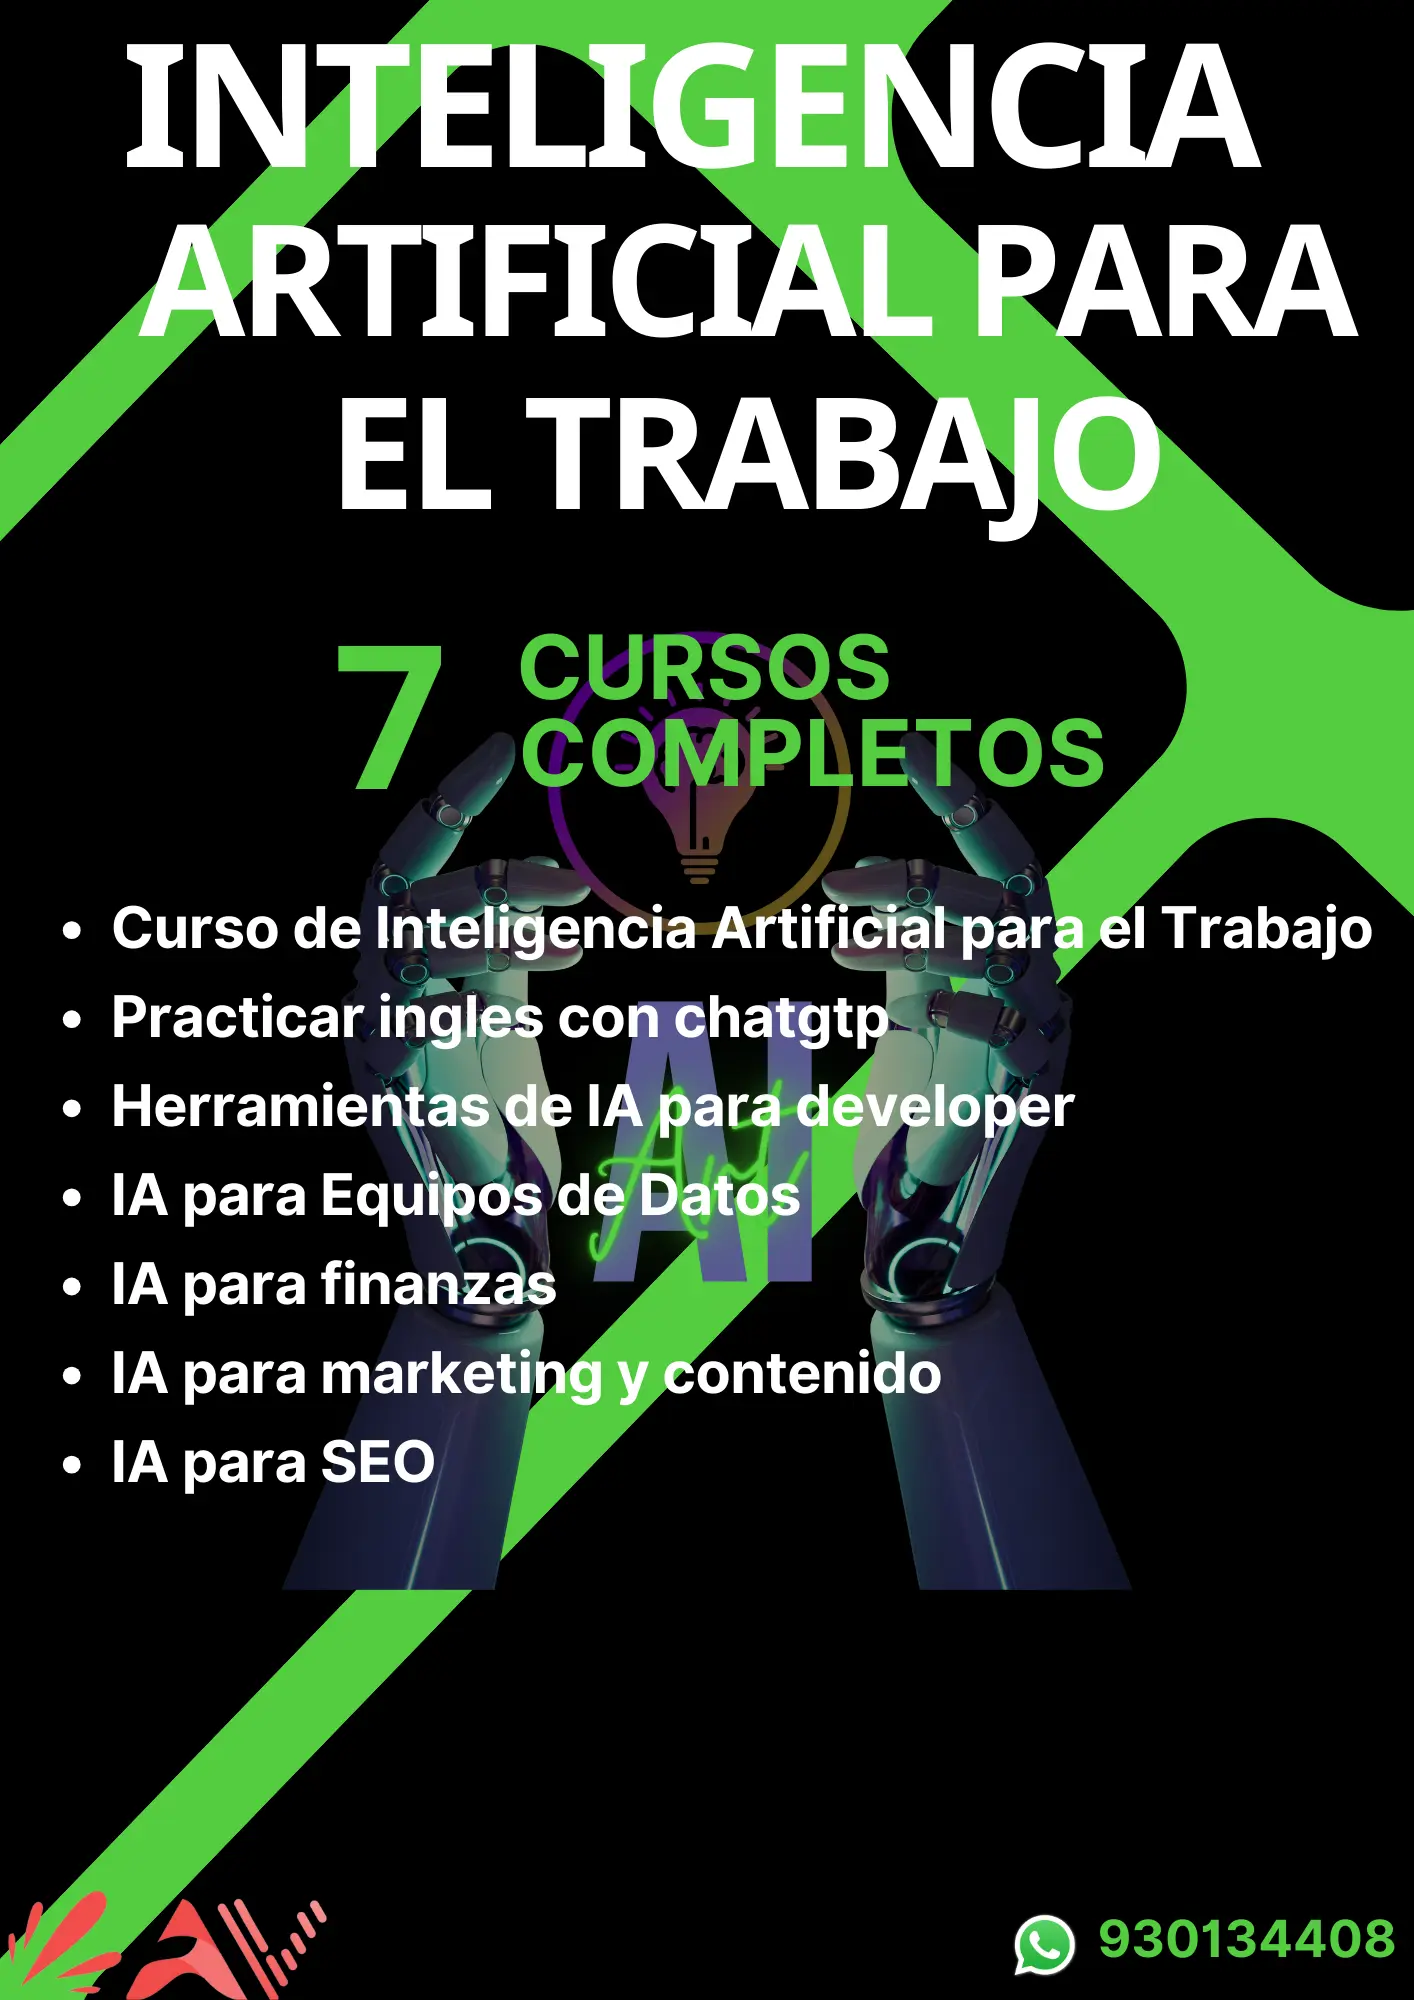 INTELIGENCIA
ARTIFICIAL PARA
EL TRABAJO
7 CURSOS
COMPLETOS
• Curso de Inteligencia Artificial para el Trabajo
• Practicar ingles con chatgtp
• Herramientas de IA para developer
• IA para Equipos de Datos
• IA para finanzas
• IA para marketing y contenido
• IA para SEO
AI
Art
930134408